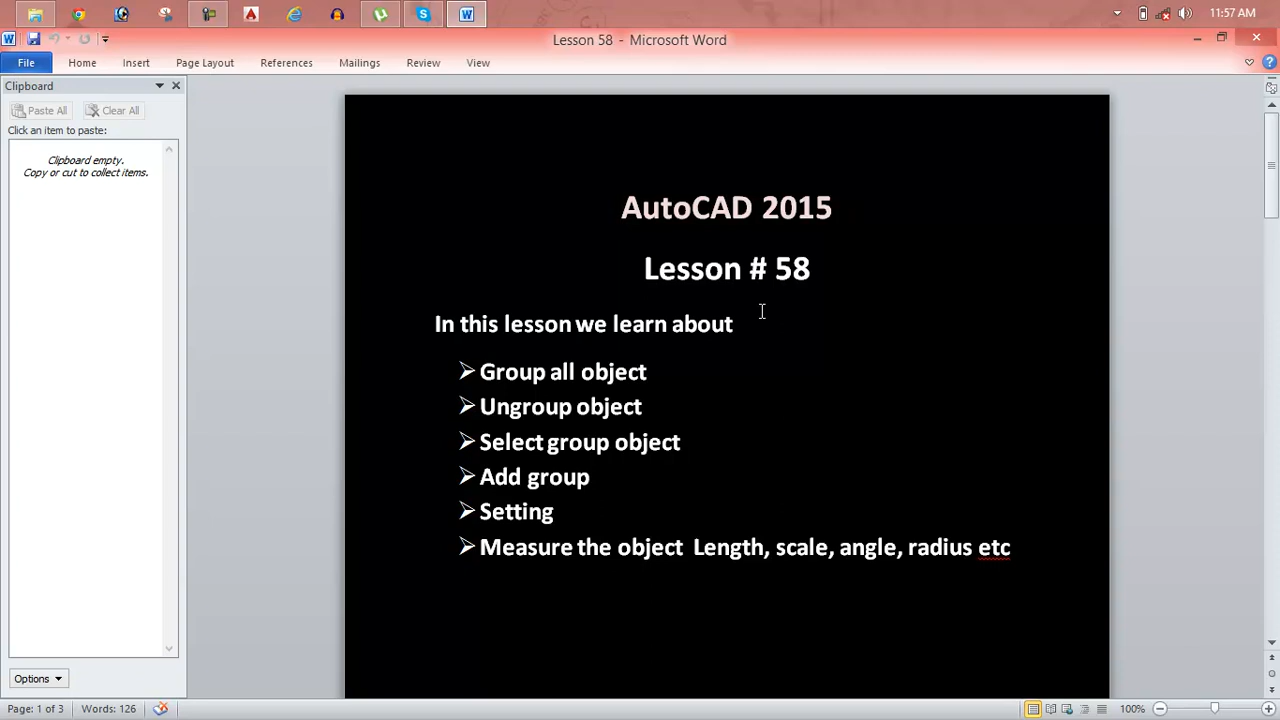 11:57 AM
Lesson 58 - Microsoft Word
File Home Insert Page Layout References Mailings Review View
Clipboard
Paste All Clear All
Click an item to paste:
Clipboard empty.
Copy or cut to collect items.
AutoCAD 2015
Lesson # 58
In this lesson we learn about
Group all object
Ungroup object
Select group object
Add group
Setting
Measure the object Length, scale, angle, radius etc
Options
Page: 1 of 3 Words: 126 100%